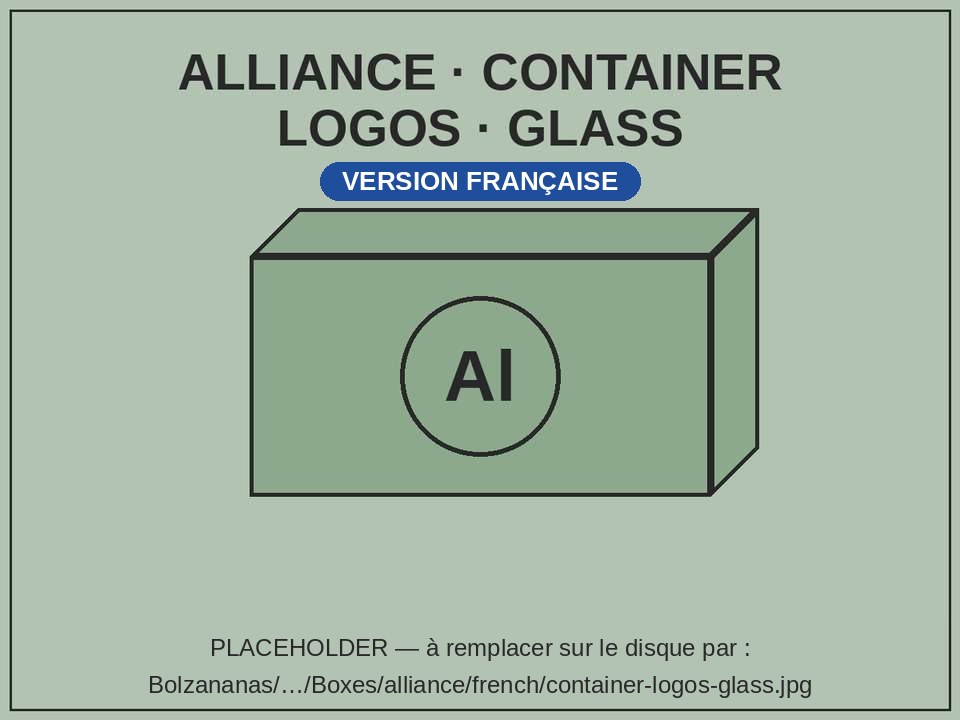 ALLIANCE · CONTAINER
LOGOS · GLASS
VERSION FRANÇAISE
Al
PLACEHOLDER — à remplacer sur le disque par :
Bolzananas/…/Boxes/alliance/french/container-logos-glass.jpg